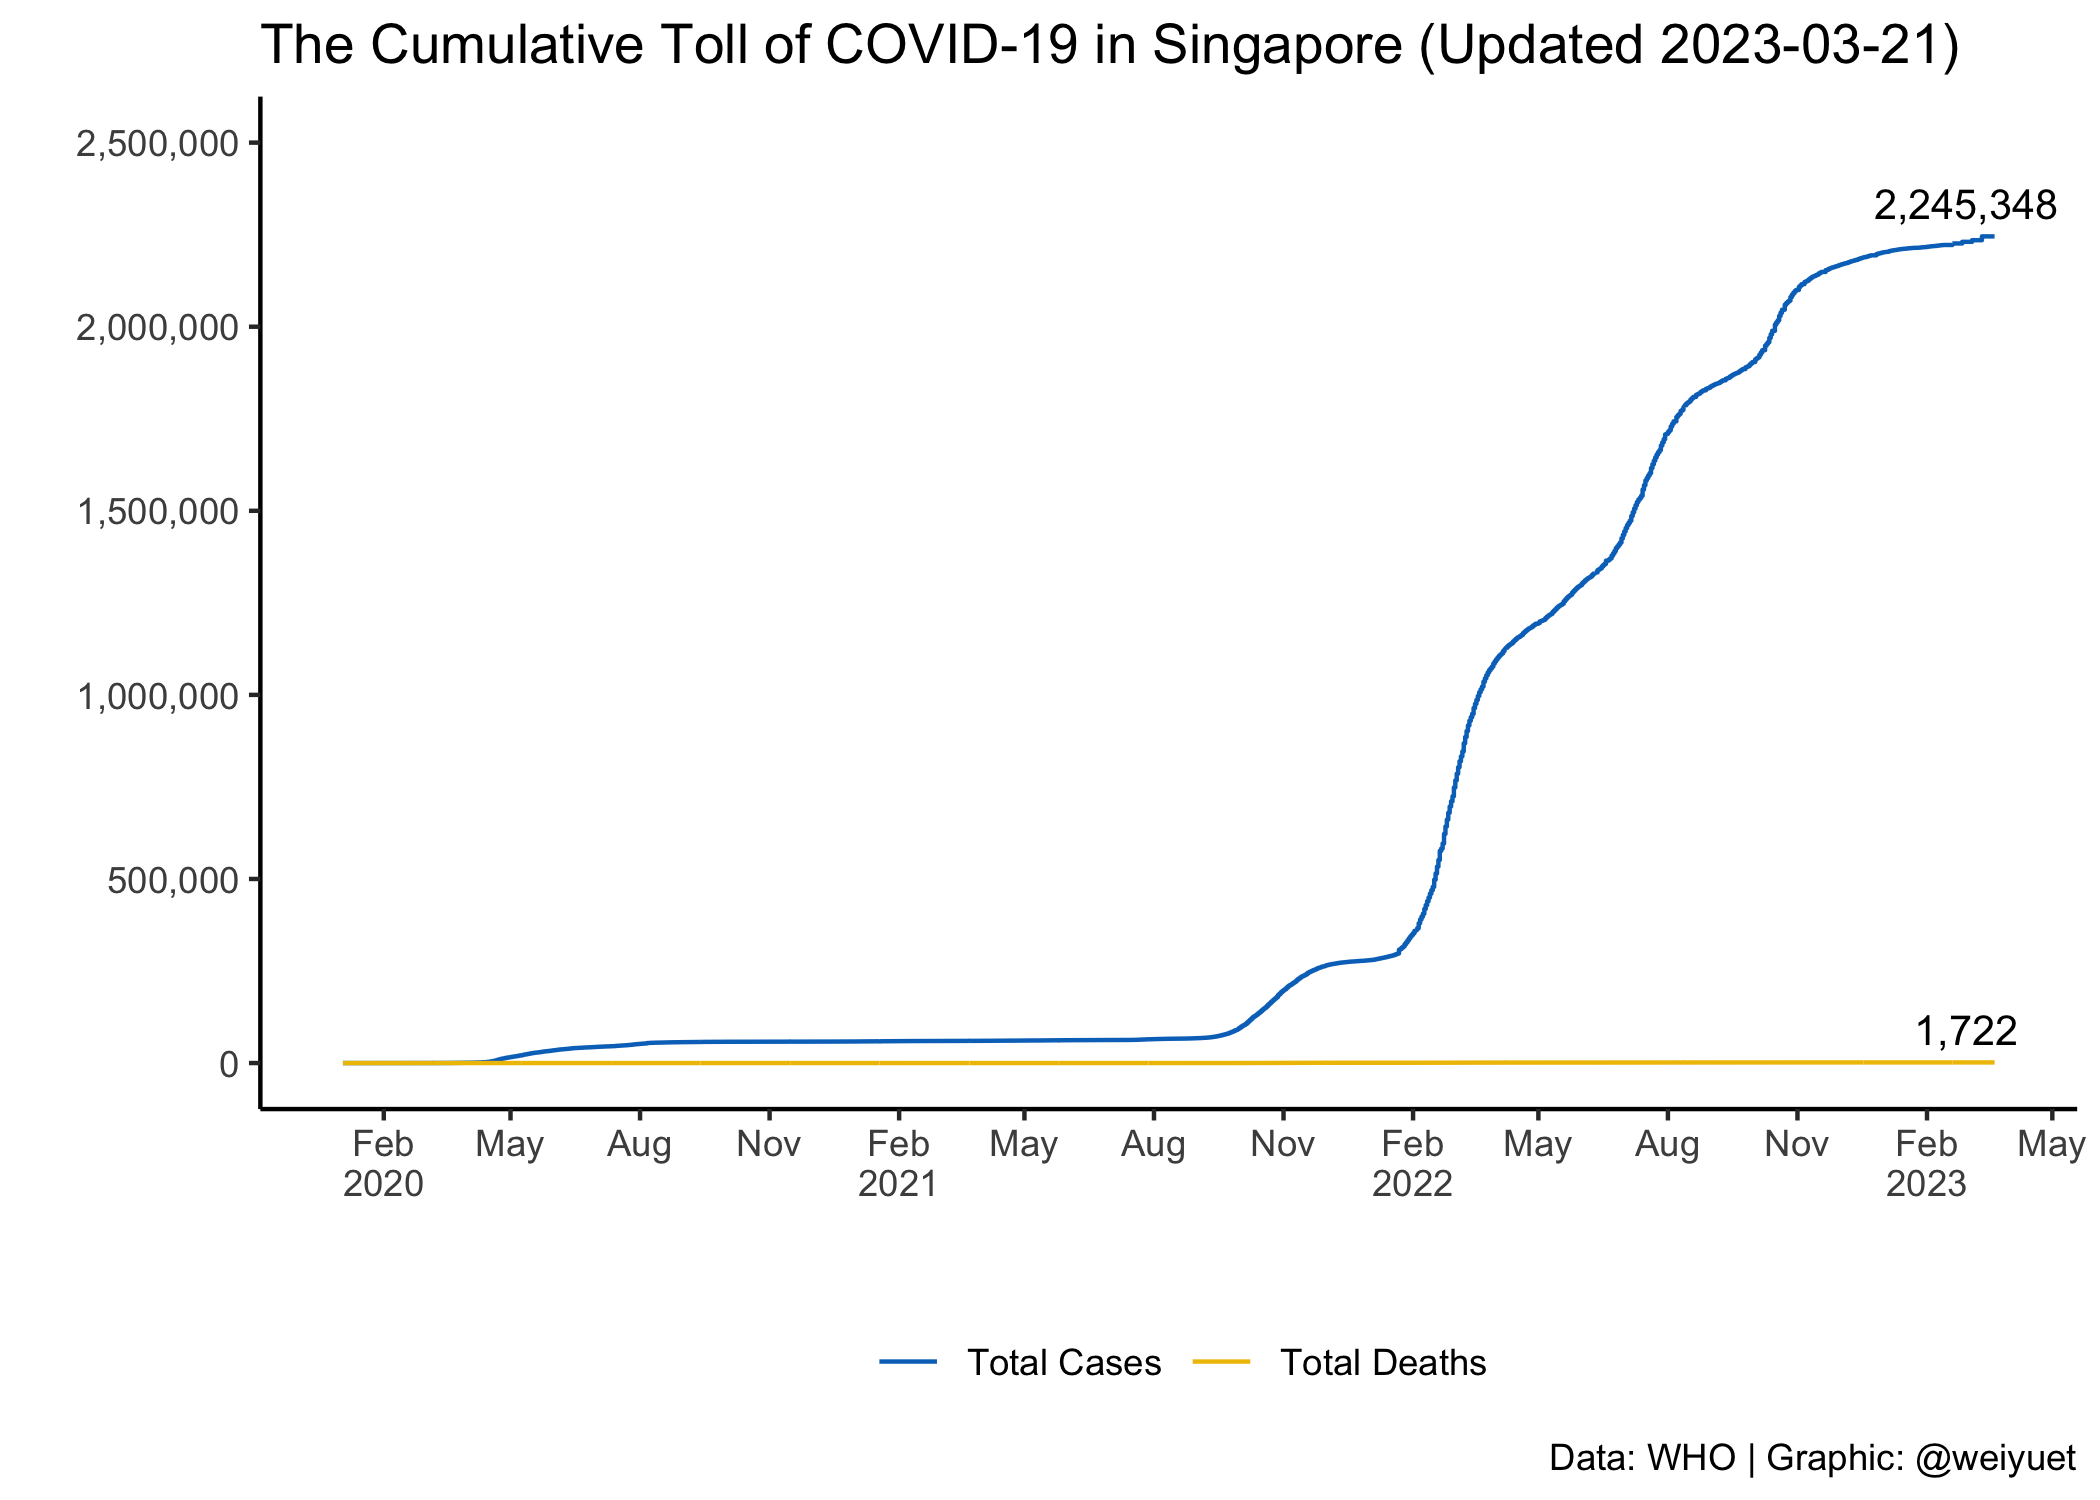 The Cumulative Toll of COVID-19 in Singapore (Updated 2023-03-21)
2,500,000
2,000,000
1,500,000
1,000,000
500,000
0
2,245,348
1,722
Feb May Aug Nov Feb May Aug Nov Feb May Aug Nov Feb May
2020 2021 2022 2023
Total Cases Total Deaths
Data: WHO | Graphic: @weiyuet